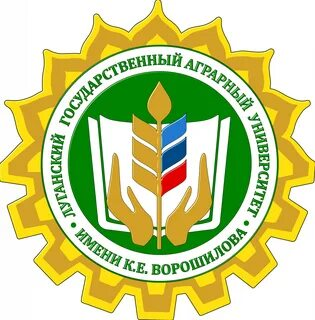 ЛУГАНСКИЙ ГОСУДАРСТВЕННЫЙ АГРАРНЫЙ УНИВЕРСИТЕТ
• ИМЕНИ К.Е. ВОРОШИЛОВА •